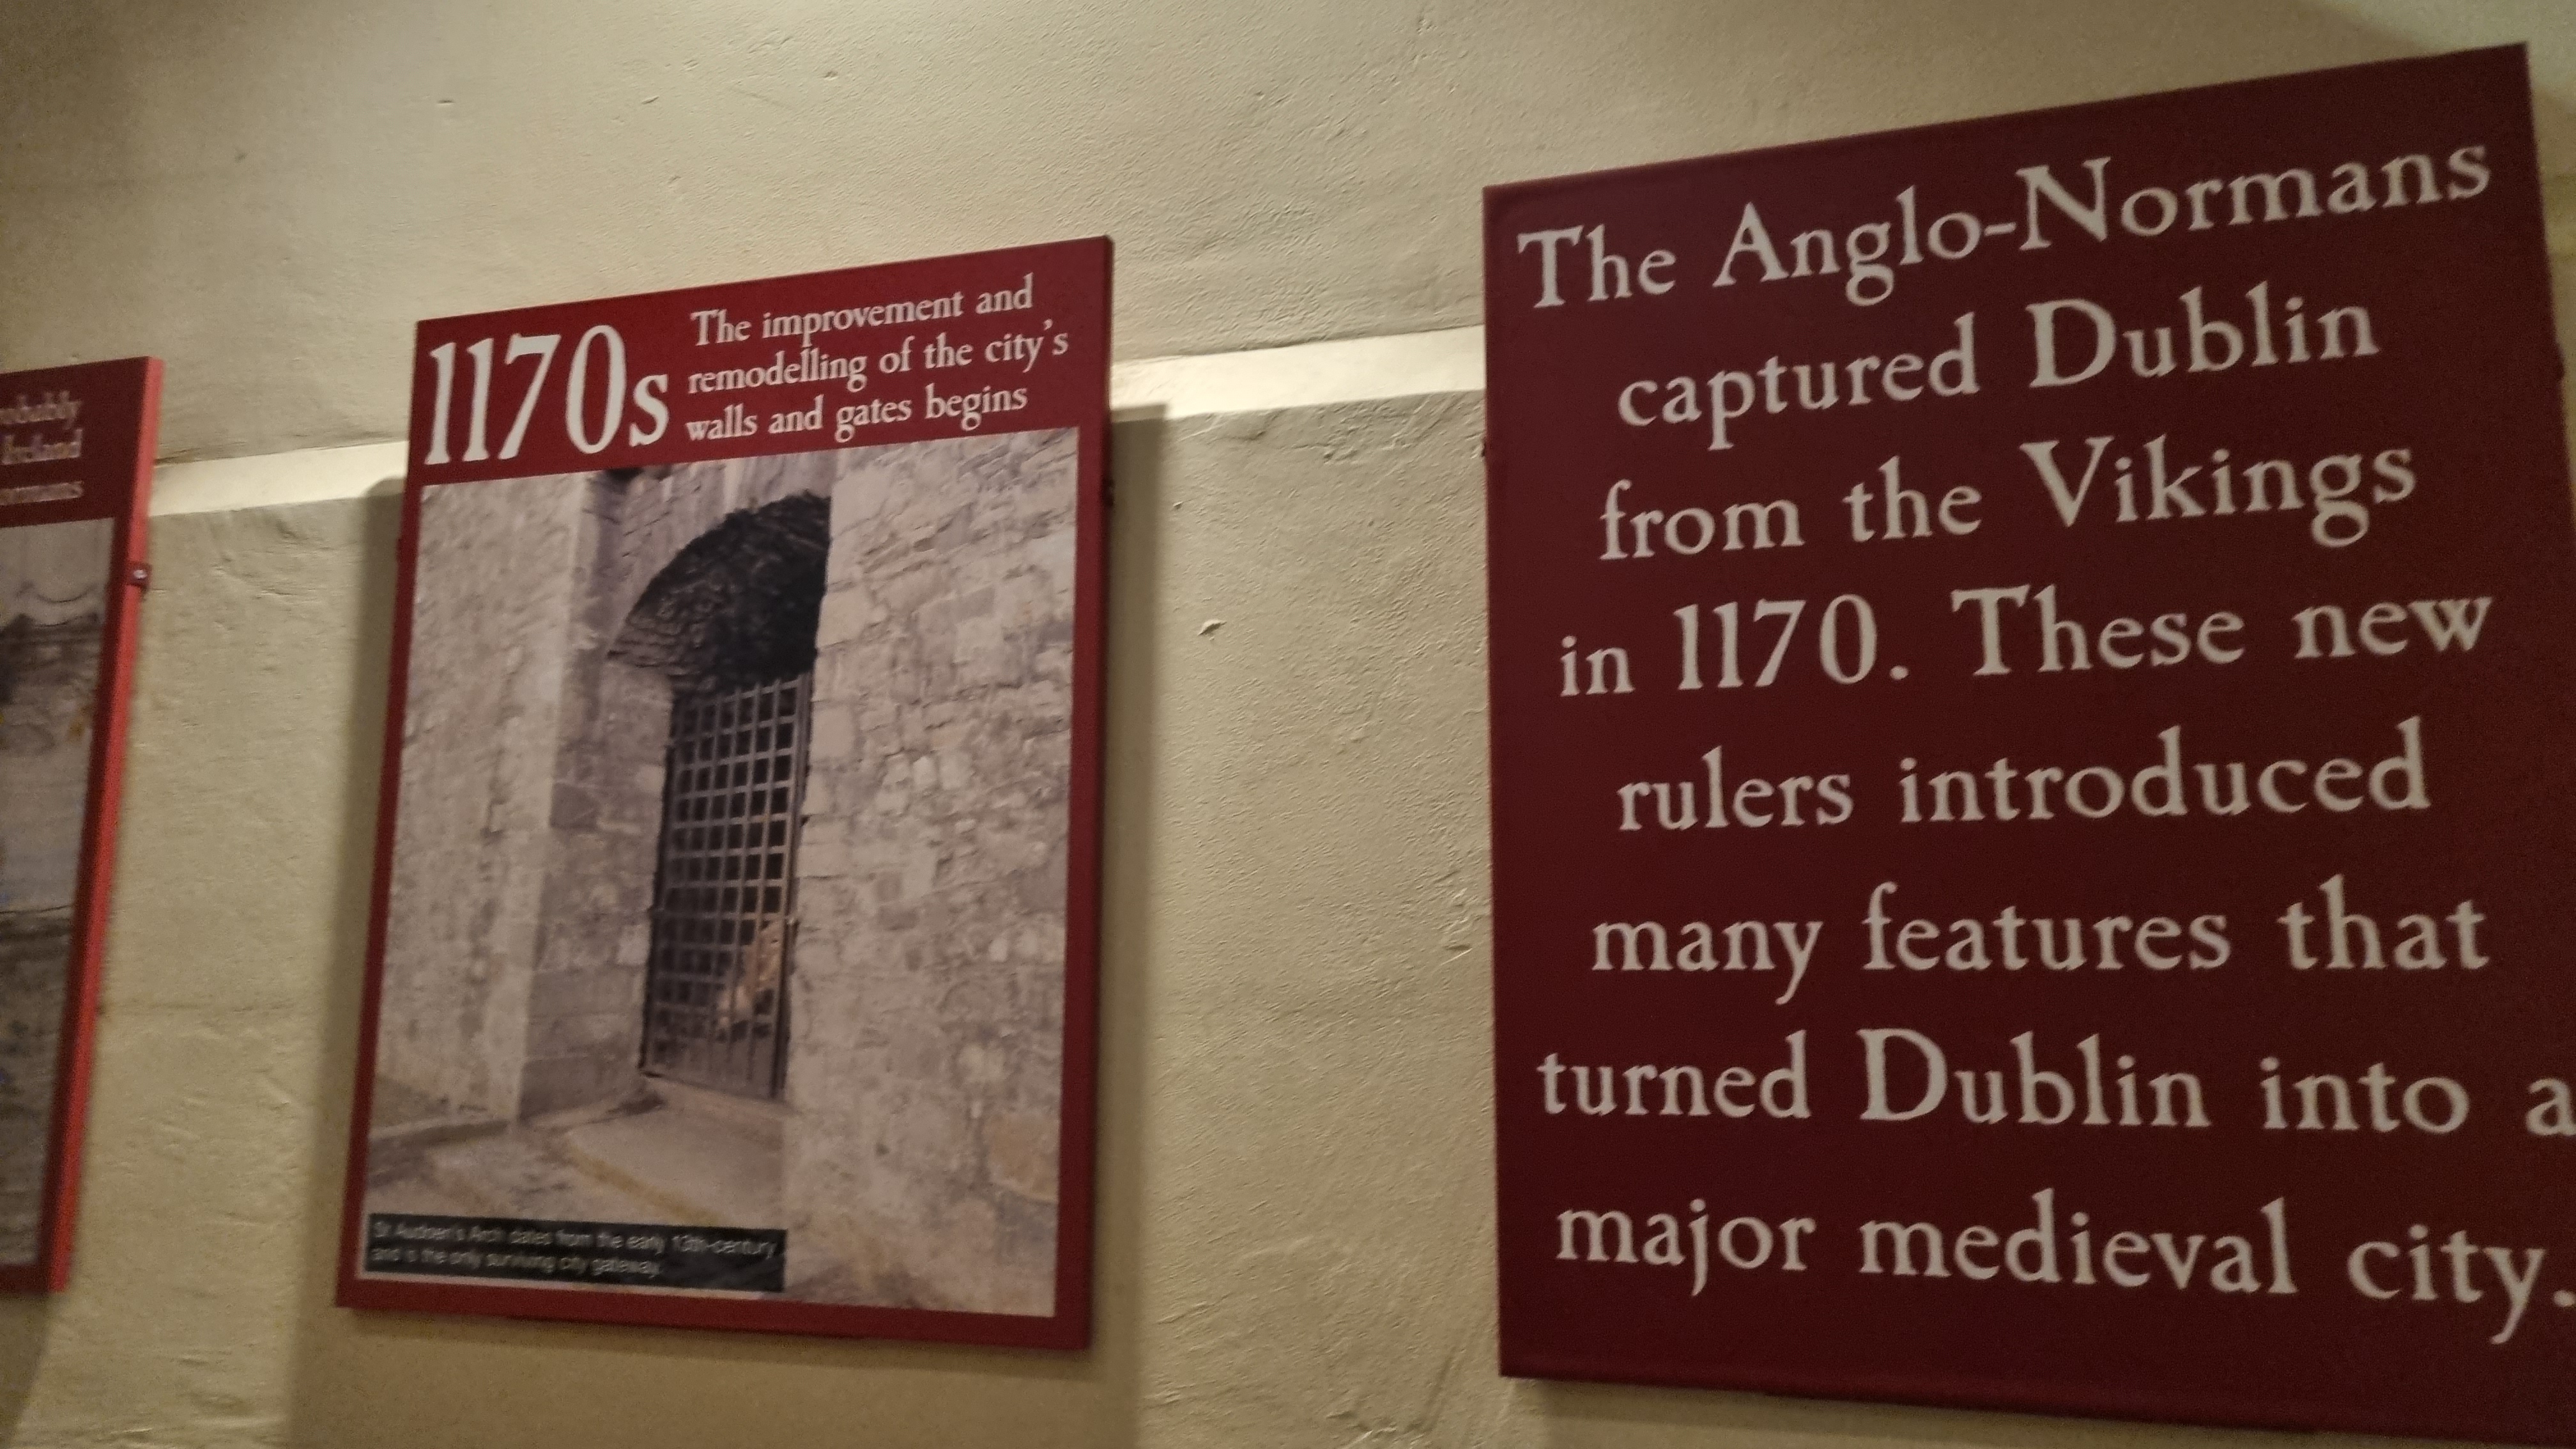 Ireland
1170s
The improvement and
remodelling of the city's
walls and gates begins
St Audoen's Arch dates from the early 13th-century
and is the only surviving city gateway.
The Anglo-Normans
captured Dublin
from the Vikings
in 1170. These new
rulers introduced
many features that
turned Dublin into a
major medieval city.